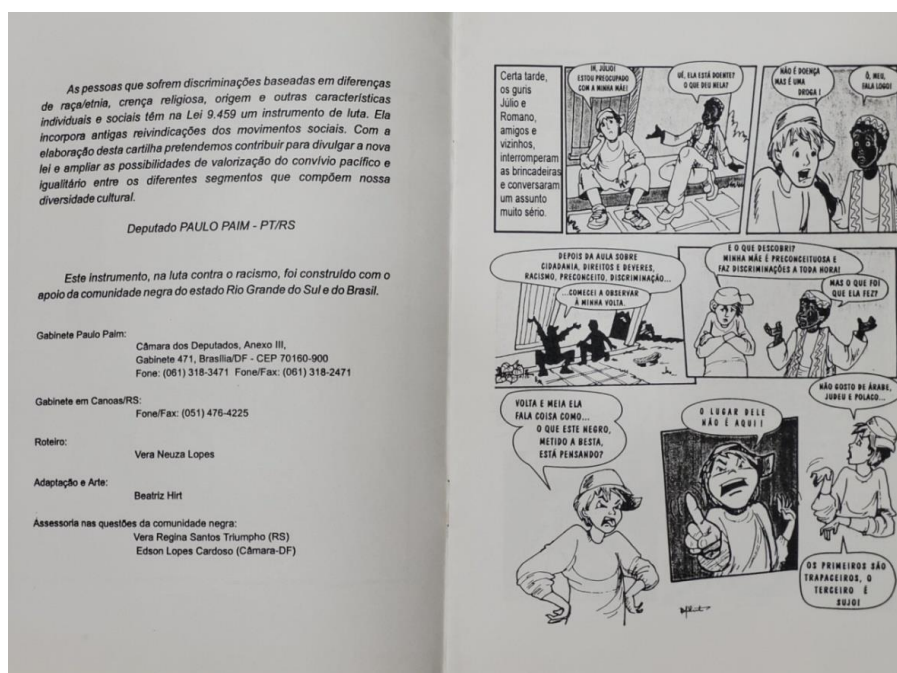 As pessoas que sofrem discriminações baseadas em diferenças
de raça/etnia, crença religiosa, origem e outras características
individuais e sociais têm na Lei 9.459 um instrumento de luta. Ela
incorpora antigas reivindicações dos movimentos sociais. Com a
elaboração desta cartilha pretendemos contribuir para divulgar a nova
lei e ampliar as possibilidades de valorização do convívio pacífico e
igualitário entre os diferentes segmentos que compõem nossa
diversidade cultural.
Deputado PAULO PAIM - PT/RS
Este instrumento, na luta contra o racismo, foi construído com o
apoio da comunidade negra do estado Rio Grande do Sul e do Brasil.
Gabinete Paulo Paim:
Câmara dos Deputados, Anexo III,
Gabinete 471, Brasília/DF - CEP 70160-900
Fone: (061) 318-3471 Fone/Fax: (061) 318-2471
Gabinete em Canoas/RS:
Fone/Fax: (051) 476-4225
Roteiro:
Vera Neuza Lopes
Adaptação e Arte:
Beatriz Hirt
Assessoria nas questões da comunidade negra:
Vera Regina Santos Triumpho (RS)
Edson Lopes Cardoso (Câmara-DF)
Certa tarde,
os guris
Júlio e
Romano,
amigos e
vizinhos,
interromperam
as brincadeiras
e conversaram
um assunto
muito sério.
IH, JÚLIO!
ESTOU PREOCUPADO
COM A MINHA MÃE!
UÉ, ELA ESTÁ DOENTE?
O QUE DEU NELA?
NÃO É DOENÇA
MAS É UMA
DROGA!
Ô, MEU,
FALA LOGO!
DEPOIS DA AULA SOBRE
CIDADANIA, DIREITOS E DEVERES,
RACISMO, PRECONCEITO, DISCRIMINAÇÃO...
...COMECEI A OBSERVAR
À MINHA VOLTA.
E O QUE DESCOBRI?
MINHA MÃE É PRECONCEITUOSA E
FAZ DISCRIMINAÇÕES A TODA HORA!
MAS O QUE FOI
QUE ELA FEZ?
VOLTA E MEIA ELA
FALA COISA COMO...
O QUE ESTE NEGRO,
METIDO A BESTA,
ESTÁ PENSANDO?
O LUGAR DELE
NÃO É AQUI!
NÃO GOSTO DE ÁRABE,
JUDEU E POLACO...
OS PRIMEIROS SÃO
TRAPACEIROS, O
TERCEIRO É
SUJO!